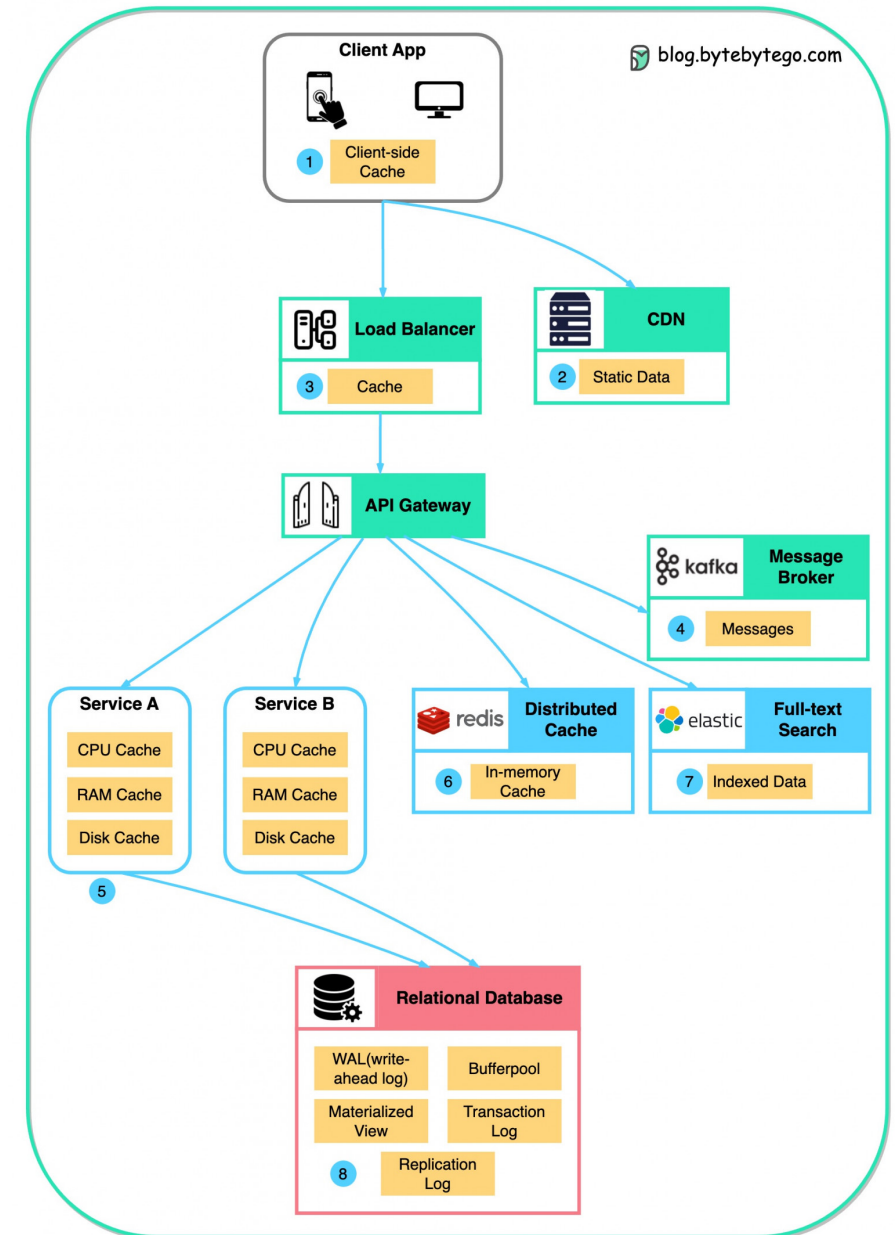 Client App
blog.bytebytego.com
1
Client-side
Cache
Load Balancer
3
Cache
CDN
2
Static Data
API Gateway
kafka
Message
Broker
4
Messages
Service A
CPU Cache
RAM Cache
Disk Cache
5
Service B
CPU Cache
RAM Cache
Disk Cache
redis
Distributed
Cache
6
In-memory
Cache
elastic
Full-text
Search
7
Indexed Data
Relational Database
WAL(write-
ahead log)
Bufferpool
Materialized
View
Transaction
Log
8
Replication
Log